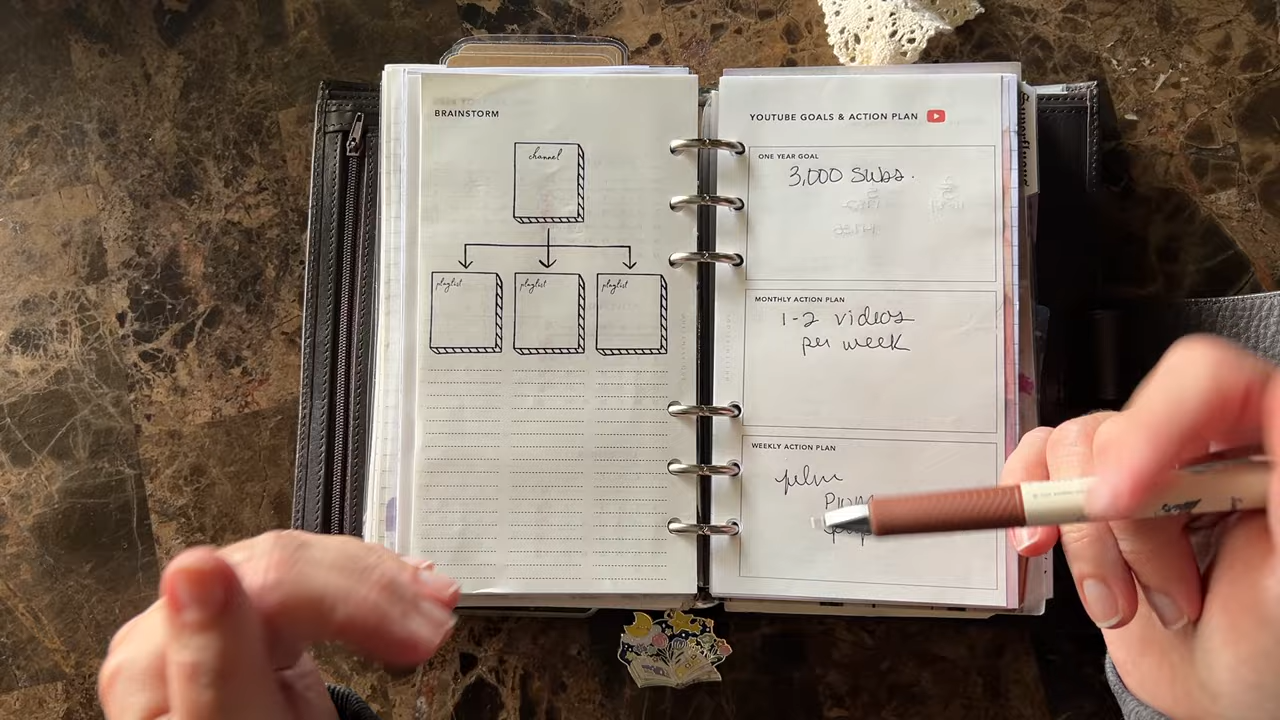 BRAINSTORM
channel
playlist
playlist
playlist
YOUTUBE GOALS & ACTION PLAN
ONE YEAR GOAL
3,000 subs.
MONTHLY ACTION PLAN
1-2 videos
per week
WEEKLY ACTION PLAN